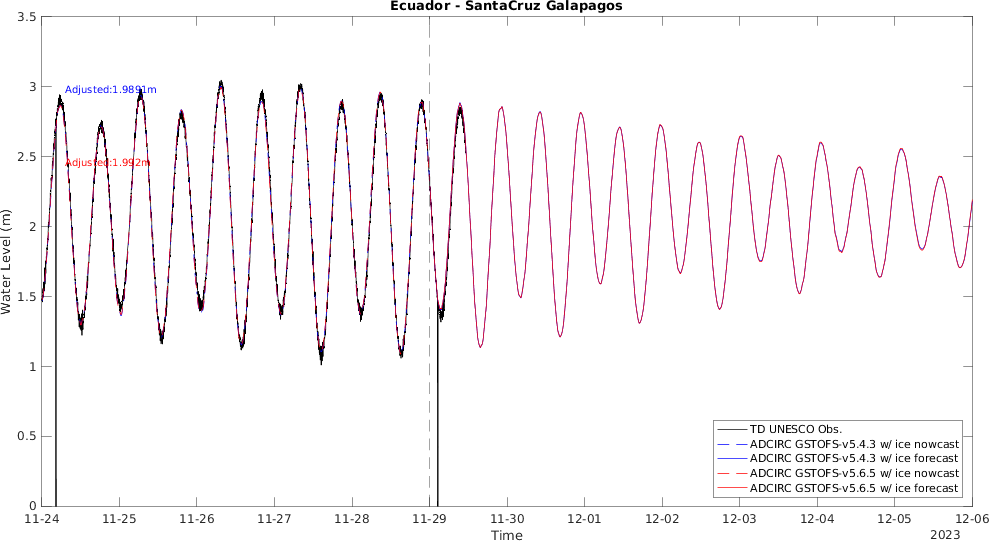 Ecuador - SantaCruz Galapagos
3.5
3
2.5
2
1.5
1
0.5
0
Water Level (m)
Adjusted:1.9891m
Adjusted:1.992m
TD UNESCO Obs.
ADCIRC GSTOFS-v5.4.3 w/ ice nowcast
ADCIRC GSTOFS-v5.4.3 w/ ice forecast
ADCIRC GSTOFS-v5.6.5 w/ ice nowcast
ADCIRC GSTOFS-v5.6.5 w/ ice forecast
11-24 11-25 11-26 11-27 11-28 11-29 11-30 12-01 12-02 12-03 12-04 12-05 12-06
Time
2023